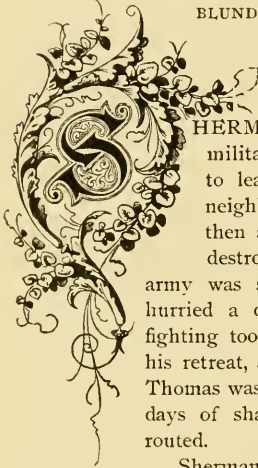 BLUND
S
HERM
milita
to lea
neigh
then
destro
army was s
hurried a
fighting too
his retreat,
Thomas was
days of sha
routed.
Sherman